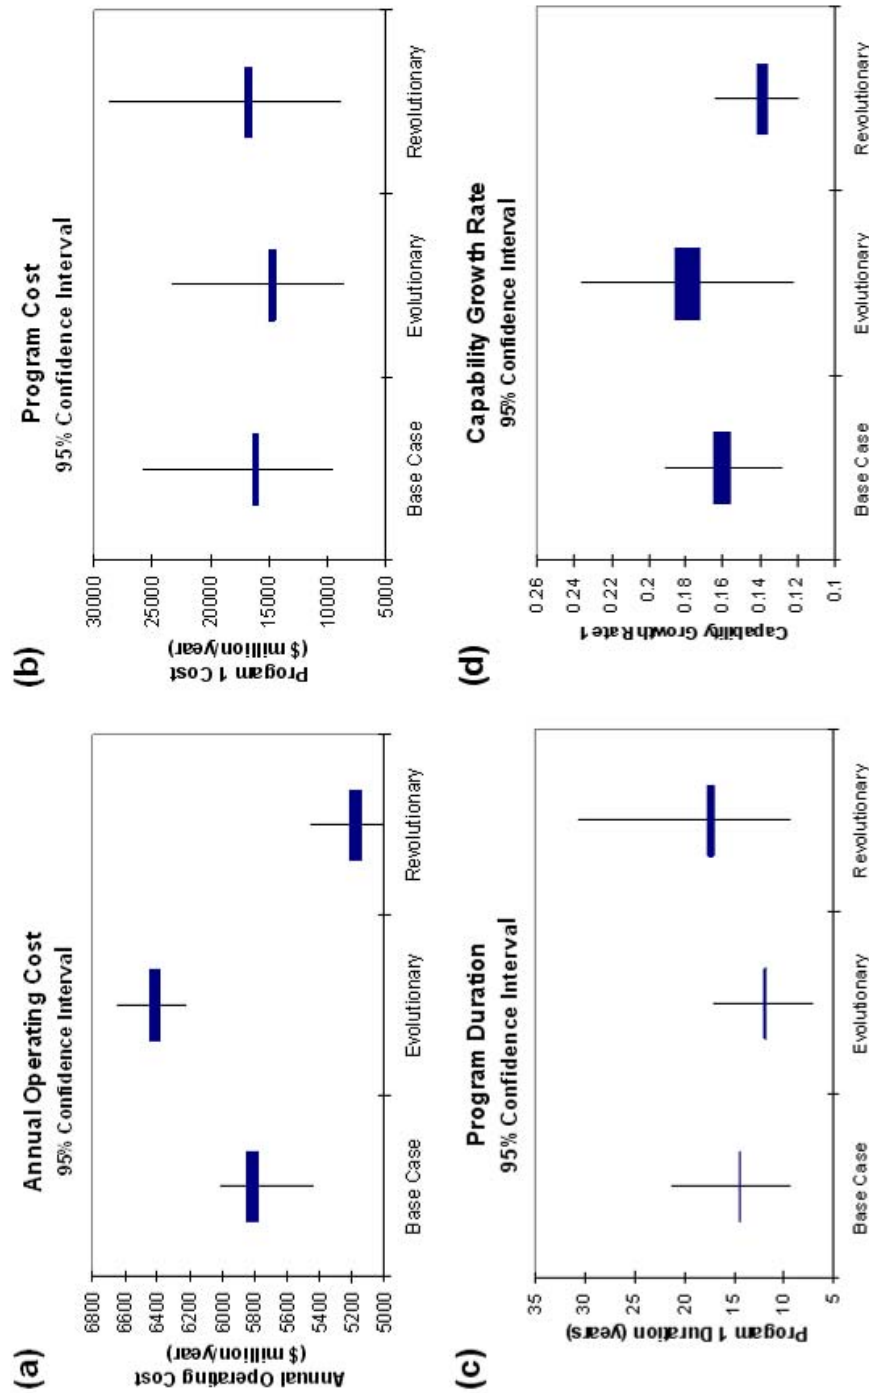 (a)
Annual Operating Cost
95% Confidence Interval
Annual Operating Cost
($ million/year)
6800
6600
6400
6200
6000
5800
5600
5400
5200
5000
Base Case
Evolutionary
Revolutionary
(b)
Program Cost
95% Confidence Interval
Progam 1 Cost
($ million/year)
30000
25000
20000
15000
10000
5000
Base Case
Evolutionary
Revolutionary
(c)
Program Duration
95% Confidence Interval
Progam 1 Duration (years)
35
25
20
15
10
5
Base Case
Evolutionary
Revolutionary
(d)
Capability Growth Rate
95% Confidence Interval
Capability Growth Rate 1
0.26
0.24
0.22
0.2
0.18
0.16
0.14
0.12
0.1
Base Case
Evolutionary
Revolutionary